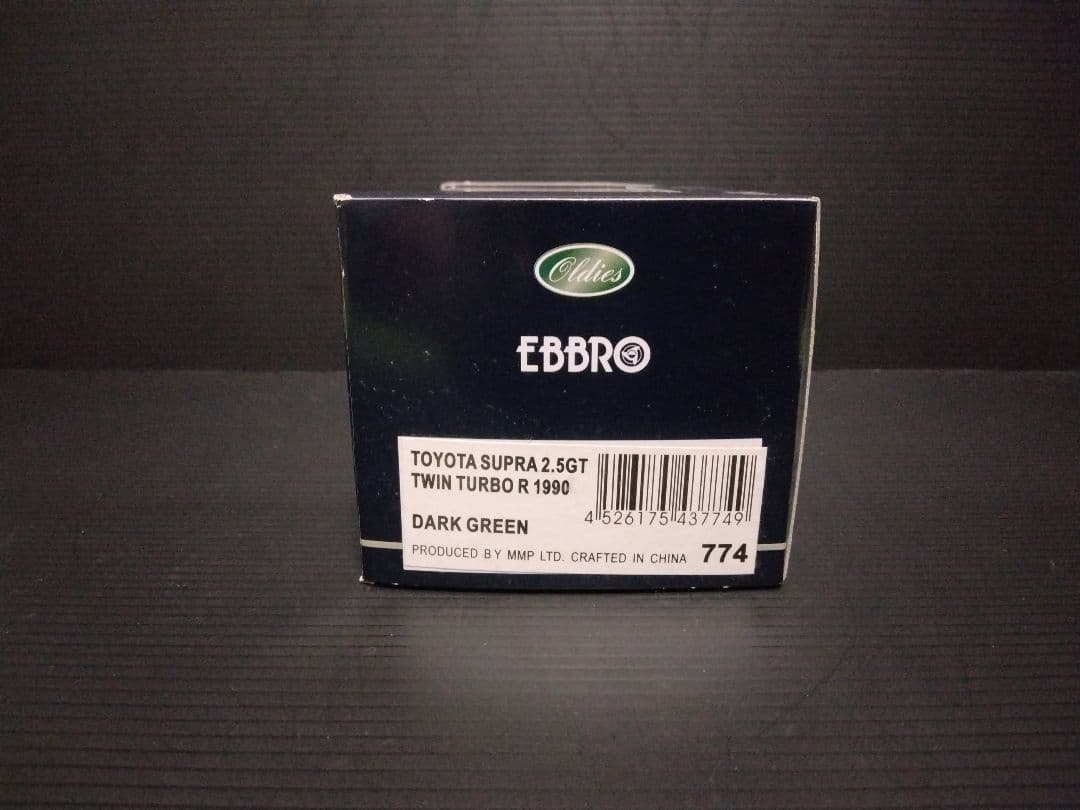 Oldies
EBBRO
TOYOTA SUPRA 2.5GT
TWIN TURBO R 1990
DARK GREEN
4 526175 437749
PRODUCED BY MMP LTD. CRAFTED IN CHINA 774